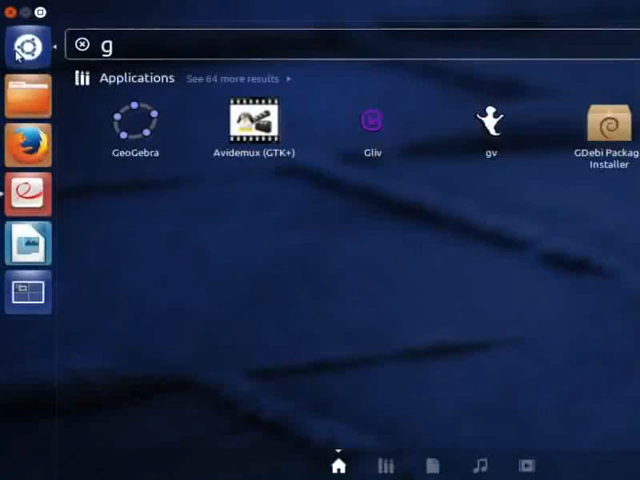 g
Applications See 64 more results
GeoGebra Avidemux (GTK+) Gliv gv GDebi Packag
Installer